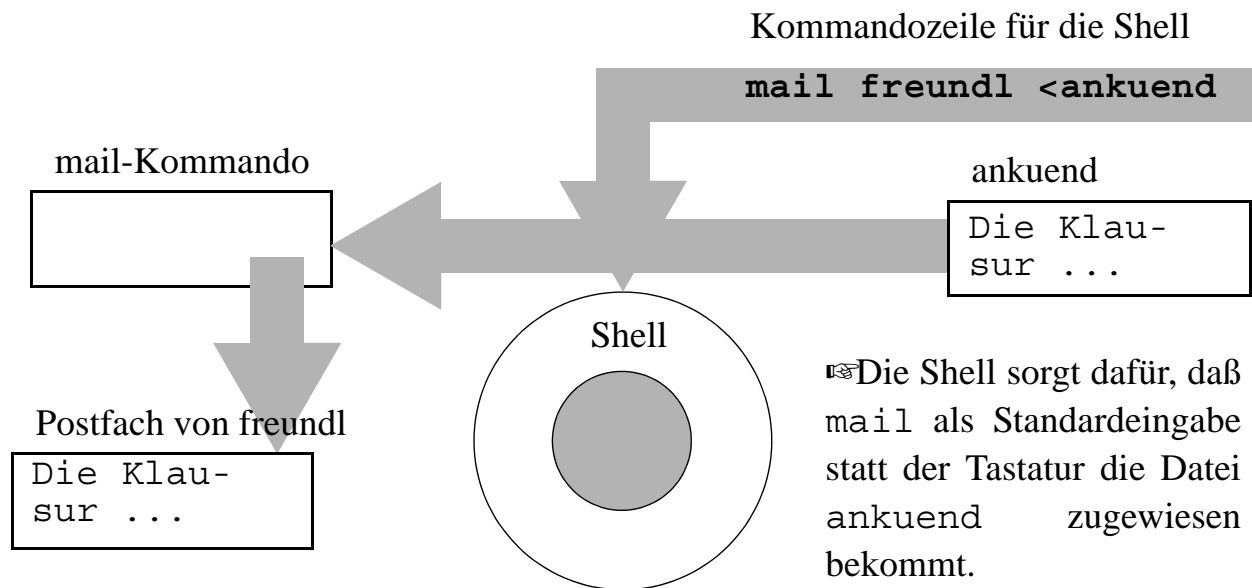 Kommandozeile für die Shell
mail freundl <ankuend
mail-Kommando
ankuend
Die Klau-
sur ...
Shell
Postfach von freundl
Die Klau-
sur ...
☞Die Shell sorgt dafür, daß
mail als Standardeingabe
statt der Tastatur die Datei
ankuend zugewiesen
bekommt.